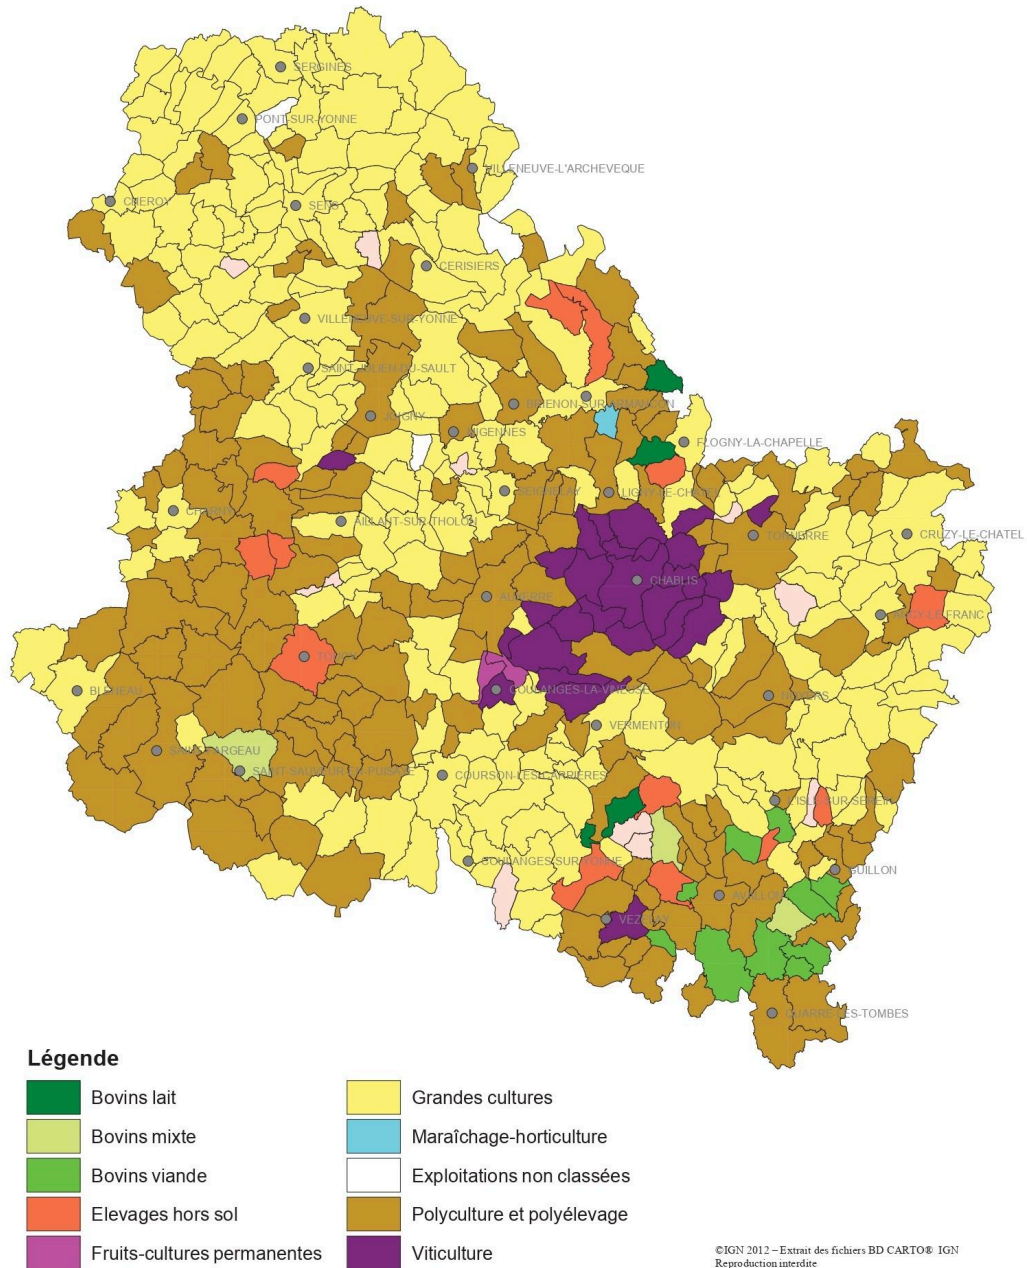 SERGINES
PONT-SUR-YONNE
VILLENEUVE-L'ARCHEVEQUE
CHEROY
SENS
CERISIERS
VILLENEUVE-SUR-YONNE
SAINT-JULIEN-DU-SAULT
BRIENON-SUR-ARMANCON
JOIGNY
MIGENNES
FLOGNY-LA-CHAPELLE
SEIGNELAY
LIGNY-LE-CHATEL
CHARNY
AILLANT-SUR-THOLON
TONNERRE
CRUZY-LE-CHATEL
CHABLIS
AUXERRE
ANCY-LE-FRANC
TOUCY
BLENEAU
COULANGES-LA-VINEUSE
NOYERS
VERMENTON
SAINT-FARGEAU
SAINT-SAUVEUR-EN-PUISAYE
COURSON-LES-CARRIERES
L'ISLE-SUR-SEREIN
COULANGES-SUR-YONNE
GUILLON
AVALLON
VEZELAY
QUARRE-LES-TOMBES
Légende
Bovins lait
Grandes cultures
Bovins mixte
Maraîchage-horticulture
Bovins viande
Exploitations non classées
Elevages hors sol
Polyculture et polyélevage
Fruits-cultures permanentes
Viticulture
©IGN 2012 – Extrait des fichiers BD CARTO® IGN
Reproduction interdite